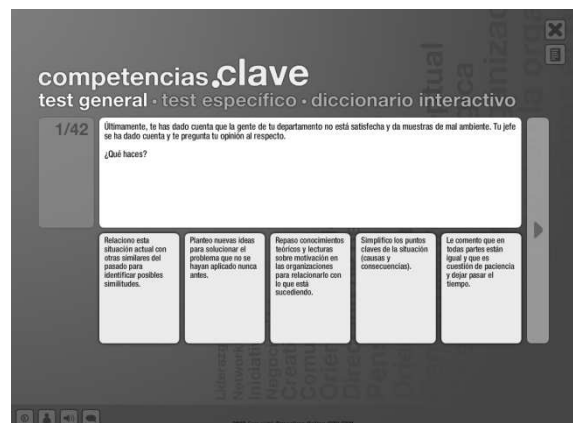 competencias.clave
test general · test específico · diccionario interactivo
1/42
Últimamente, te has dado cuenta que la gente de tu departamento no está satisfecha y da muestras de mal ambiente. Tu jefe
se ha dado cuenta y te pregunta tu opinión al respecto.
¿Qué haces?
Relaciono esta
situación actual con
otras similares del
pasado para
identificar posibles
similitudes.
Planteo nuevas ideas
para solucionar el
problema que no se
hayan aplicado nunca
antes.
Repaso conocimientos
teóricos y lecturas
sobre motivación en
las organizaciones
para relacionarlo con
lo que está
sucediendo.
Simplifico los puntos
claves de la situación
(causas y
consecuencias).
Le comento que en
todas partes están
igual y que es
cuestión de paciencia
y dejar pasar el
tiempo.